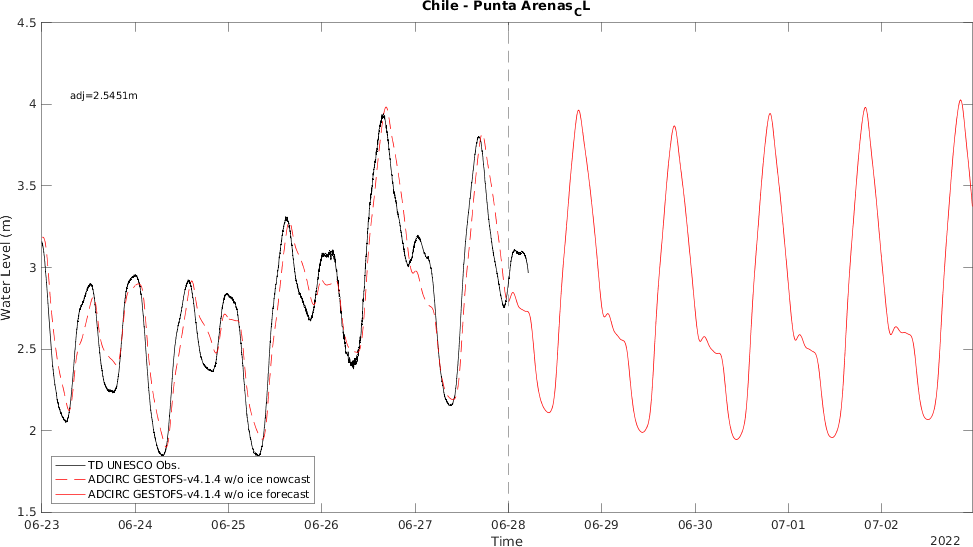 Chile - Punta Arenas_CL
4.5
4
3.5
3
2.5
2
1.5
Water Level (m)
adj=2.5451m
TD UNESCO Obs.
ADCIRC GESTOFS-v4.1.4 w/o ice nowcast
ADCIRC GESTOFS-v4.1.4 w/o ice forecast
06-23 06-24 06-25 06-26 06-27 06-28 06-29 06-30 07-01 07-02
Time
2022